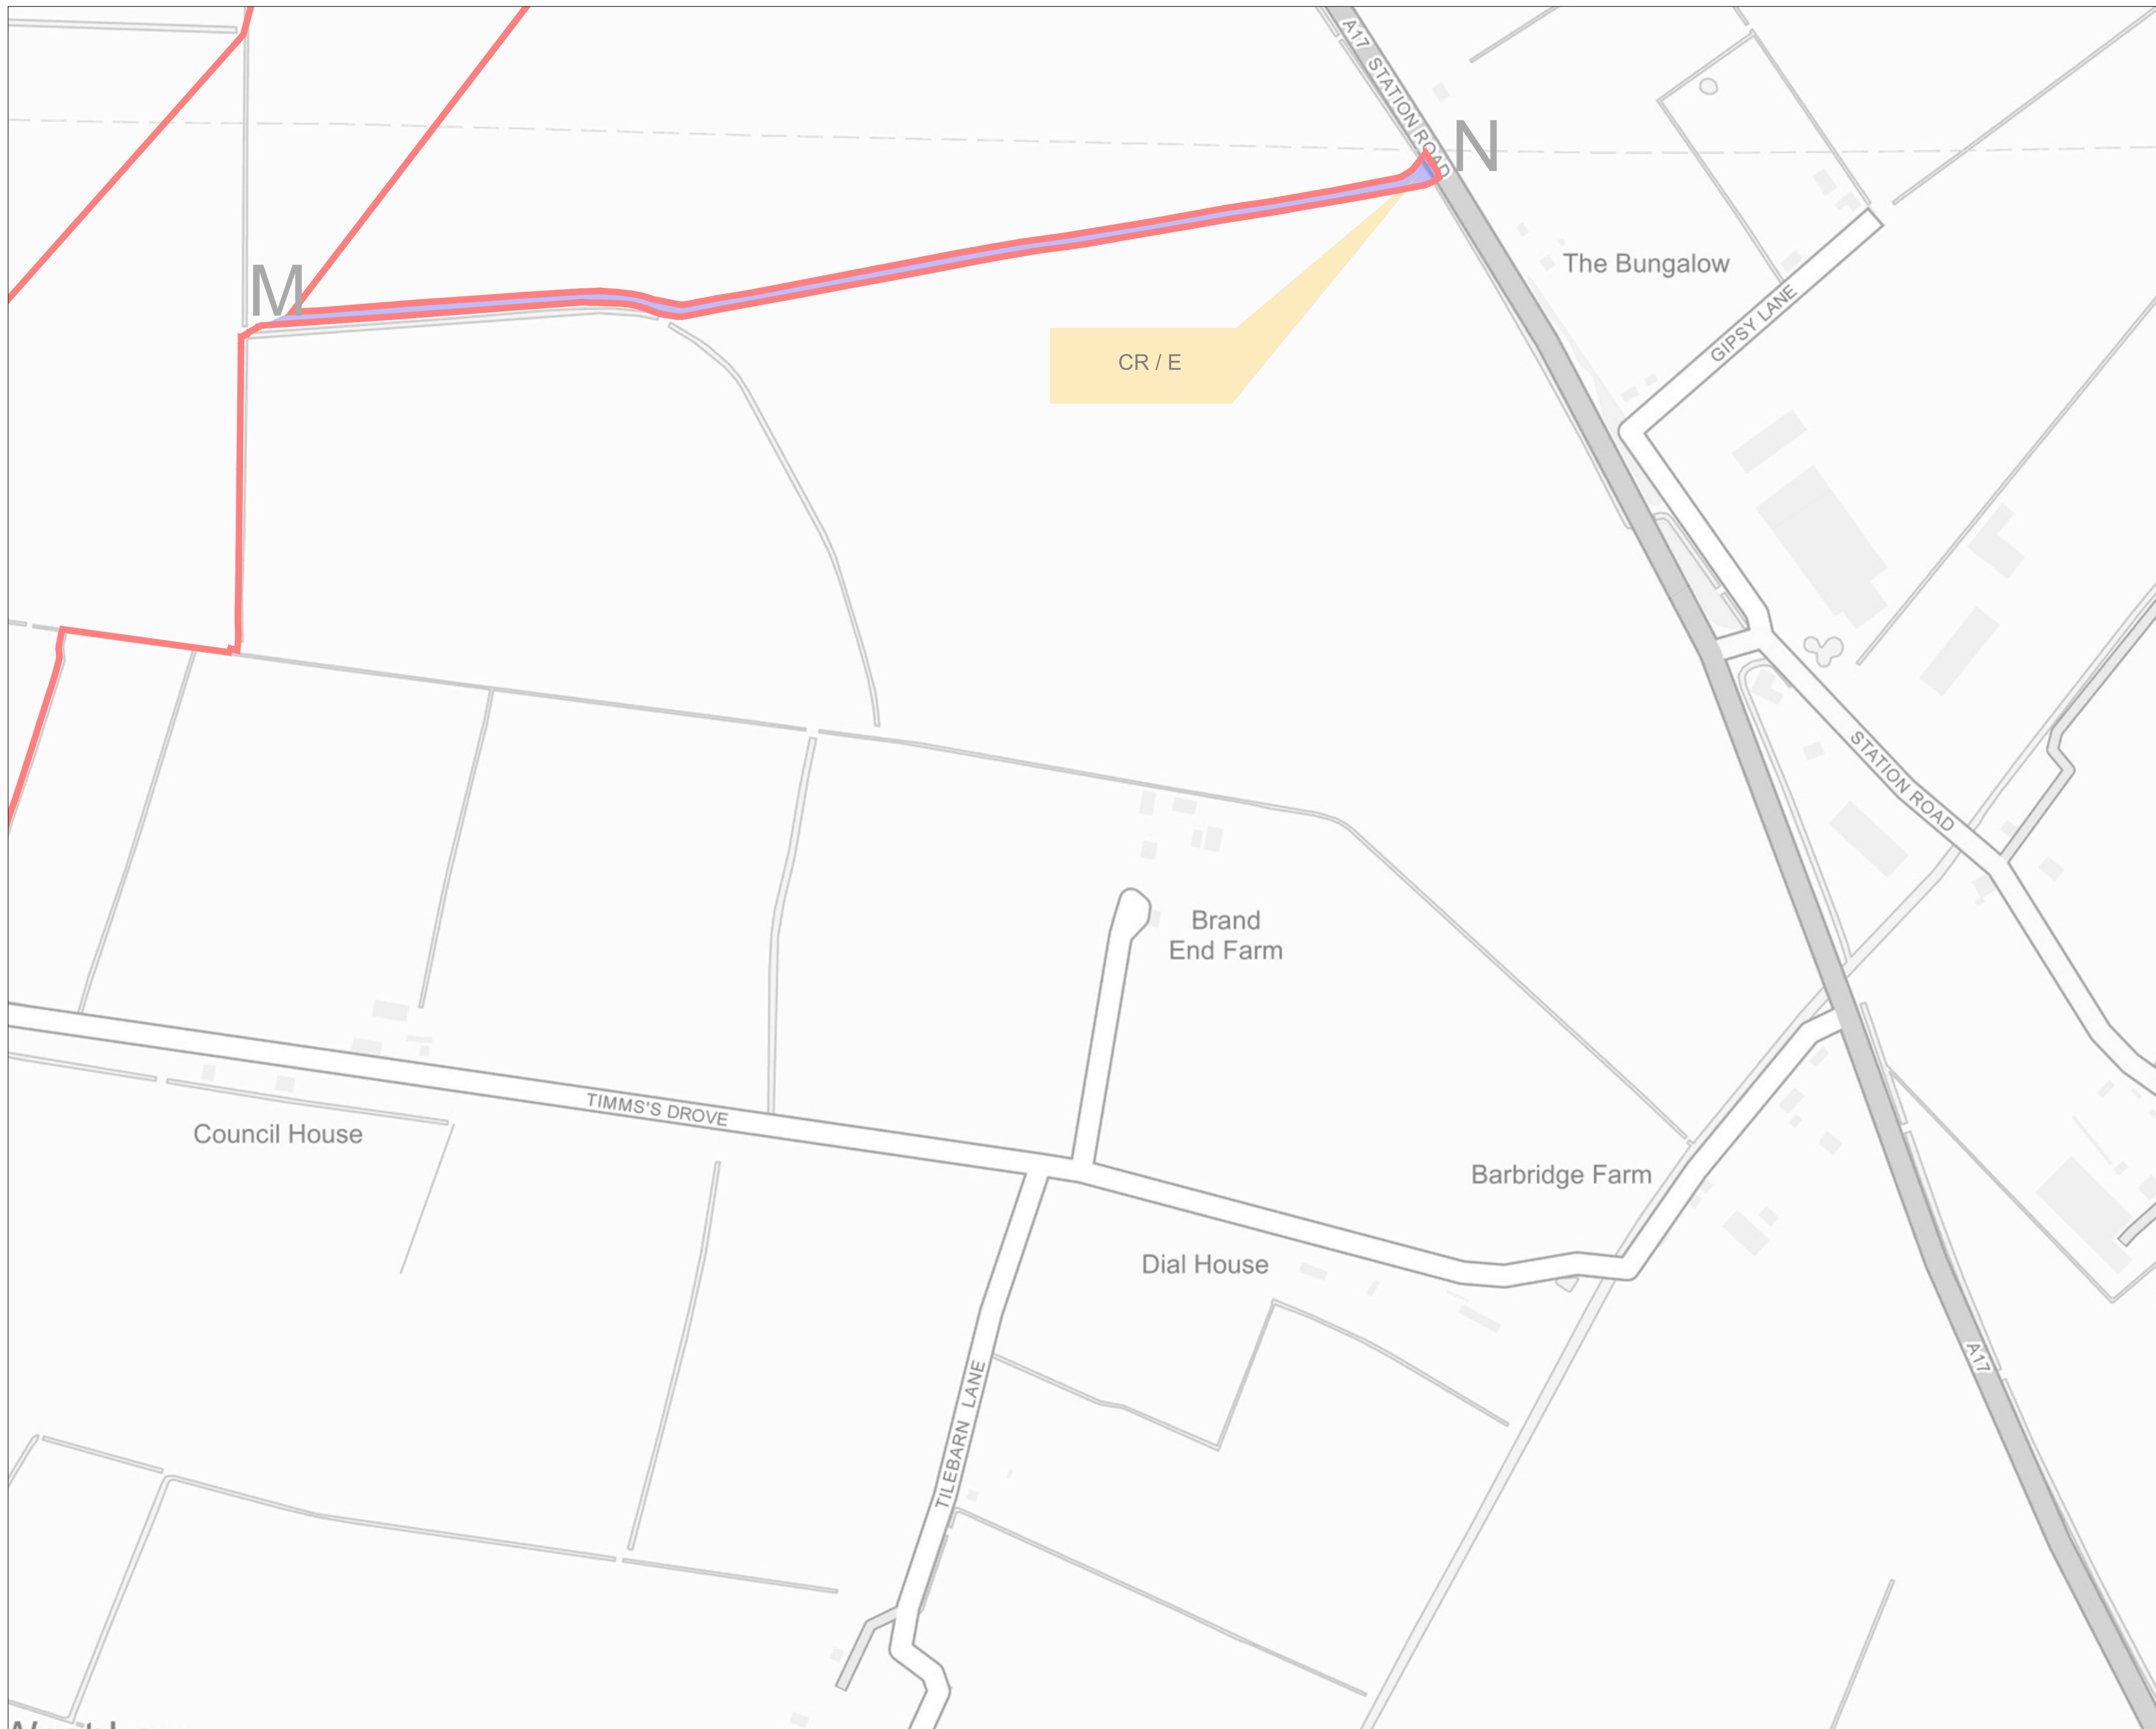 A17 STATION ROAD
N
The Bungalow
M
GIPSY LANE
CR / E
STATION ROAD
Brand
End Farm
TIMMS'S DROVE
Council House
Barbridge Farm
Dial House
A17
TILEBARN LANE